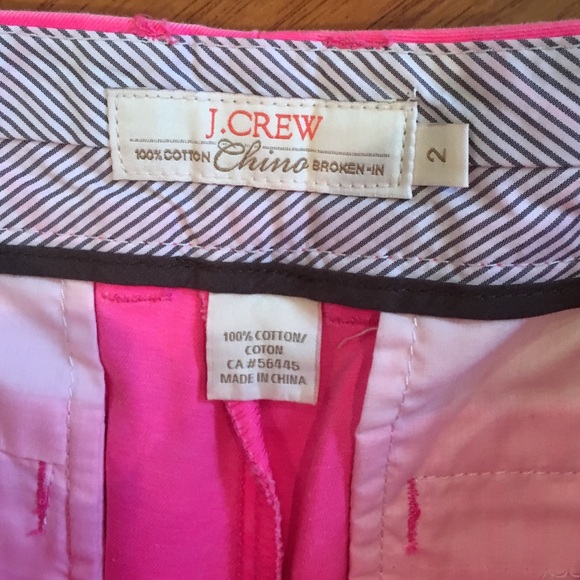 J.CREW
100% COTTON Chino BROKEN-IN
2
100% COTTON/
COTON
CA #56445
MADE IN CHINA